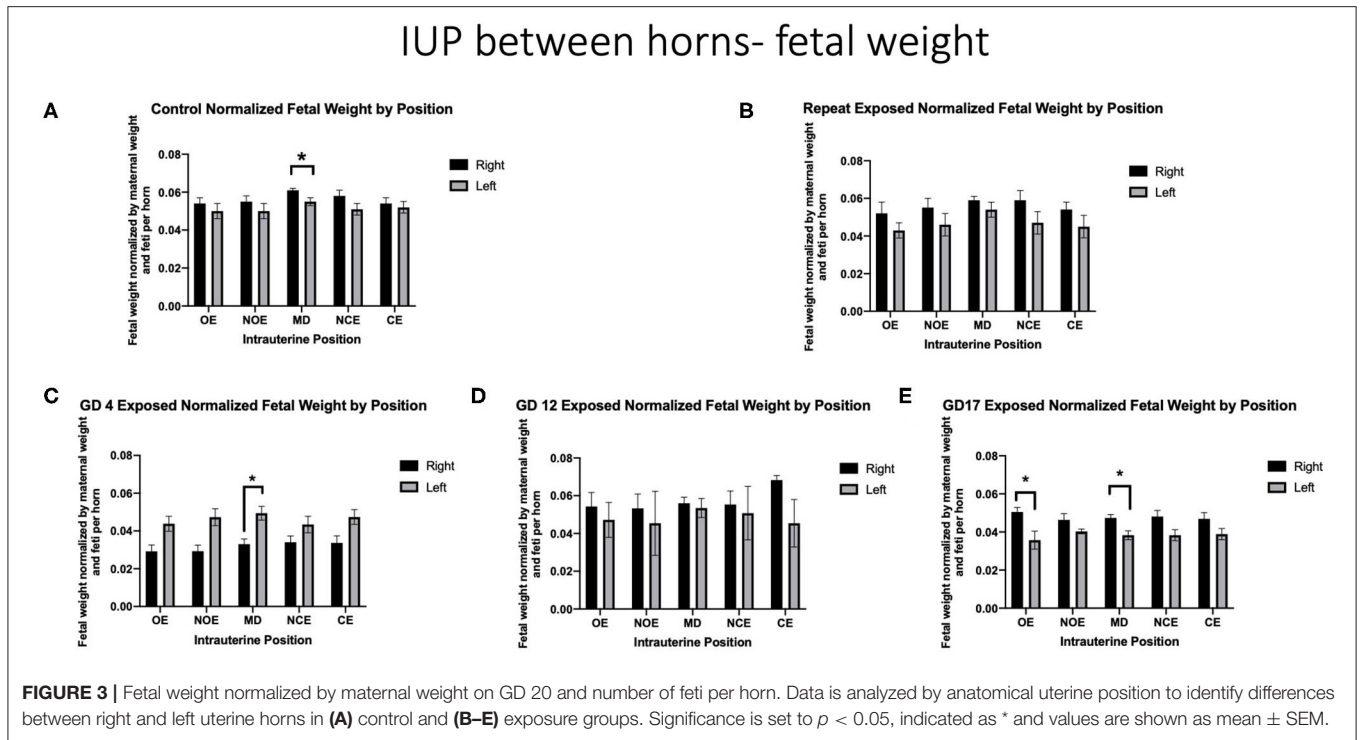 IUP between horns- fetal weight
A
Control Normalized Fetal Weight by Position
Fetal weight normalized by maternal weight
and feti per horn
0.08
0.06
0.04
0.02
0.00
*
OE NOE MD NCE CE
Intrauterine Position
Right
Left
B
Repeat Exposed Normalized Fetal Weight by Position
Fetal weight normalized by maternal weight
and feti per horn
0.08
0.06
0.04
0.02
0.00
OE NOE MD NCE CE
Intrauterine Position
Right
Left
C
GD 4 Exposed Normalized Fetal Weight by Position
Fetal weight normalized by maternal weight
and feti per horn
0.08
0.06
0.04
0.02
0.00
*
OE NOE MD NCE CE
Intrauterine Position
Right
Left
D
GD 12 Exposed Normalized Fetal Weight by Position
Fetal weight normalized by maternal weight
and feti per horn
0.08
0.06
0.04
0.02
0.00
OE NOE MD NCE CE
Intrauterine Position
Right
Left
E
GD17 Exposed Normalized Fetal Weight by Position
Fetal weight normalized by maternal weight
and feti per horn
0.08
0.06
0.04
0.02
0.00
* *
OE NOE MD NCE CE
Intrauterine Position
Right
Left
FIGURE 3 | Fetal weight normalized by maternal weight on GD 20 and number of feti per horn. Data is analyzed by anatomical uterine position to identify differences
between right and left uterine horns in (A) control and (B–E) exposure groups. Significance is set to p < 0.05, indicated as * and values are shown as mean ± SEM.